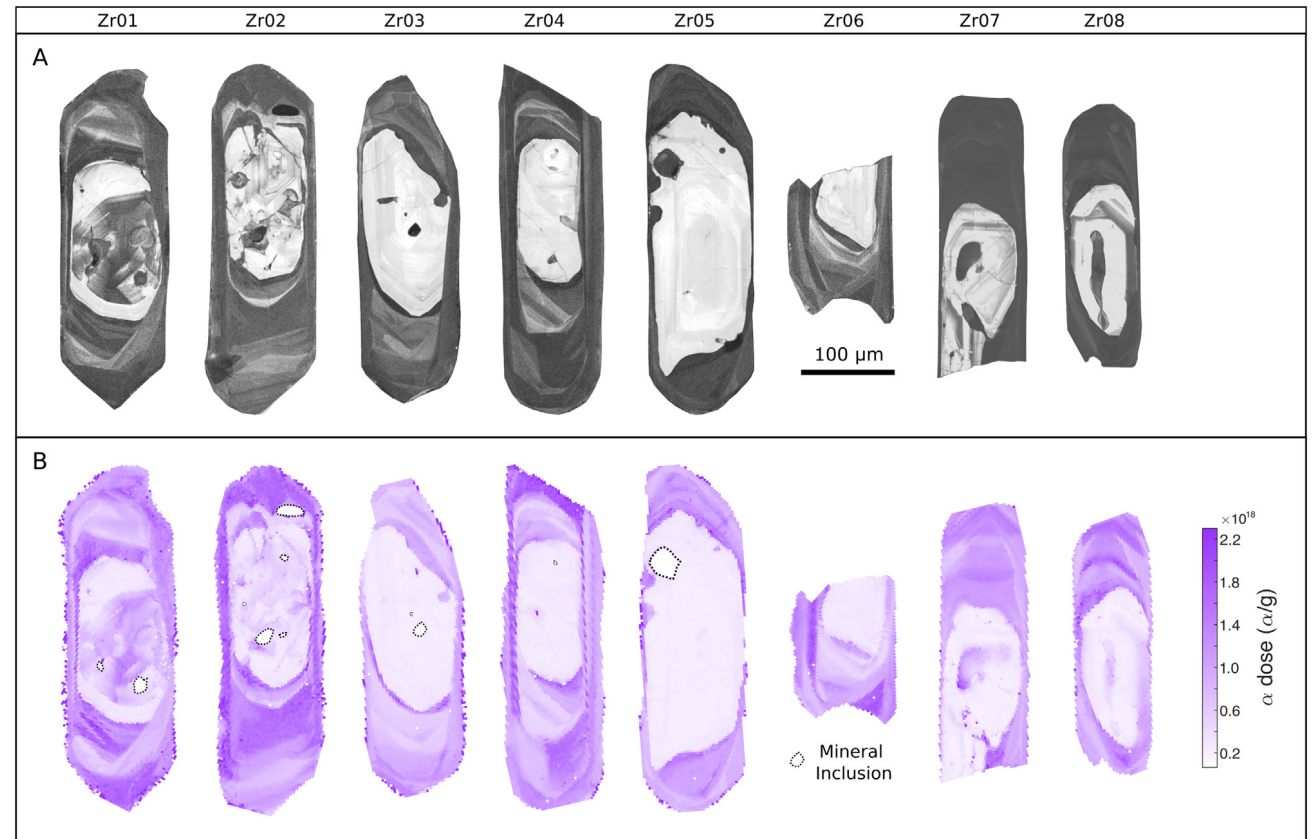 Zr01 Zr02 Zr03 Zr04 Zr05 Zr06 Zr07 Zr08
A
100 μm
B
×10¹⁸
2.2
1.8
1.4
1.0
0.6
0.2
α dose (α/g)
Mineral
Inclusion